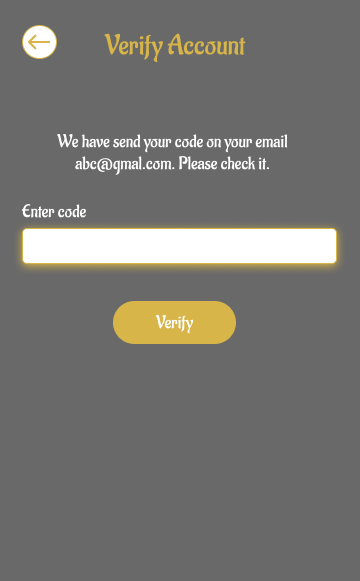 Verify Account
We have send your code on your email
abc@gmal.com. Please check it.
Enter code
Verify